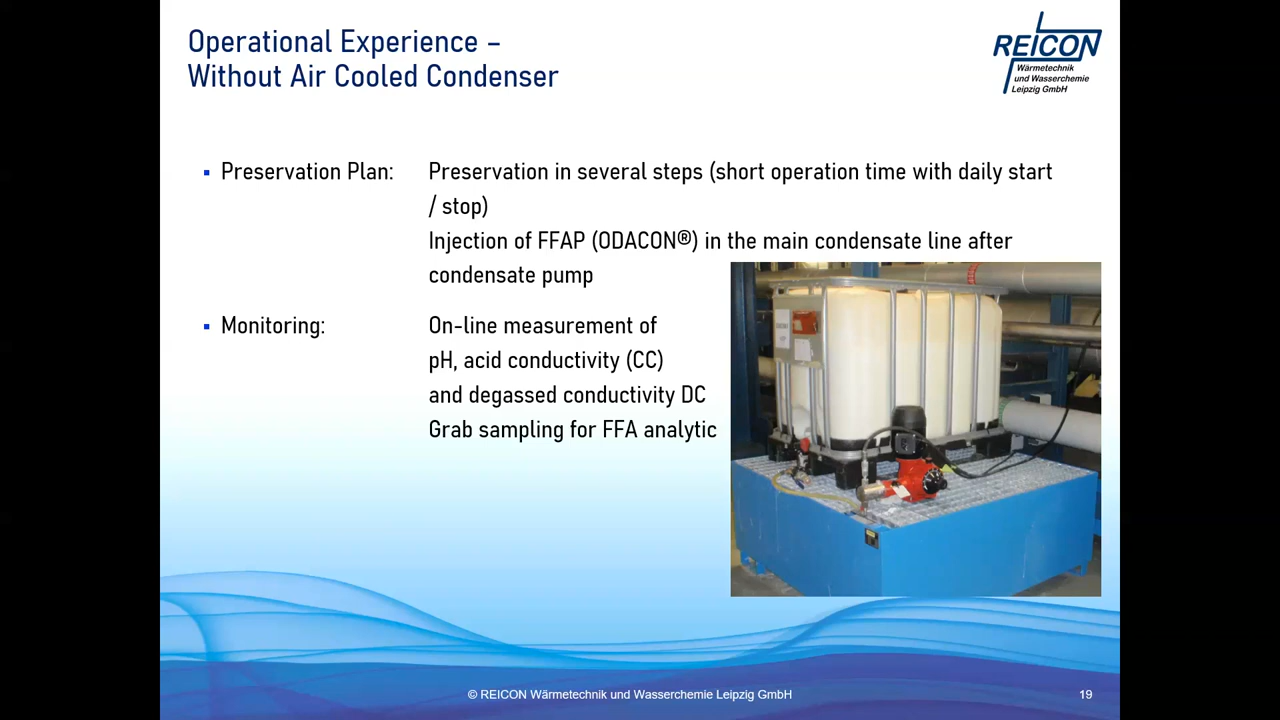 Operational Experience –
Without Air Cooled Condenser
REICON
Wärmetechnik
und Wasserchemie
Leipzig GmbH
▪ Preservation Plan: Preservation in several steps (short operation time with daily start
/ stop)
Injection of FFAP (ODACON®) in the main condensate line after
condensate pump
▪ Monitoring: On-line measurement of
pH, acid conductivity (CC)
and degassed conductivity DC
Grab sampling for FFA analytic
© REICON Wärmetechnik und Wasserchemie Leipzig GmbH
19